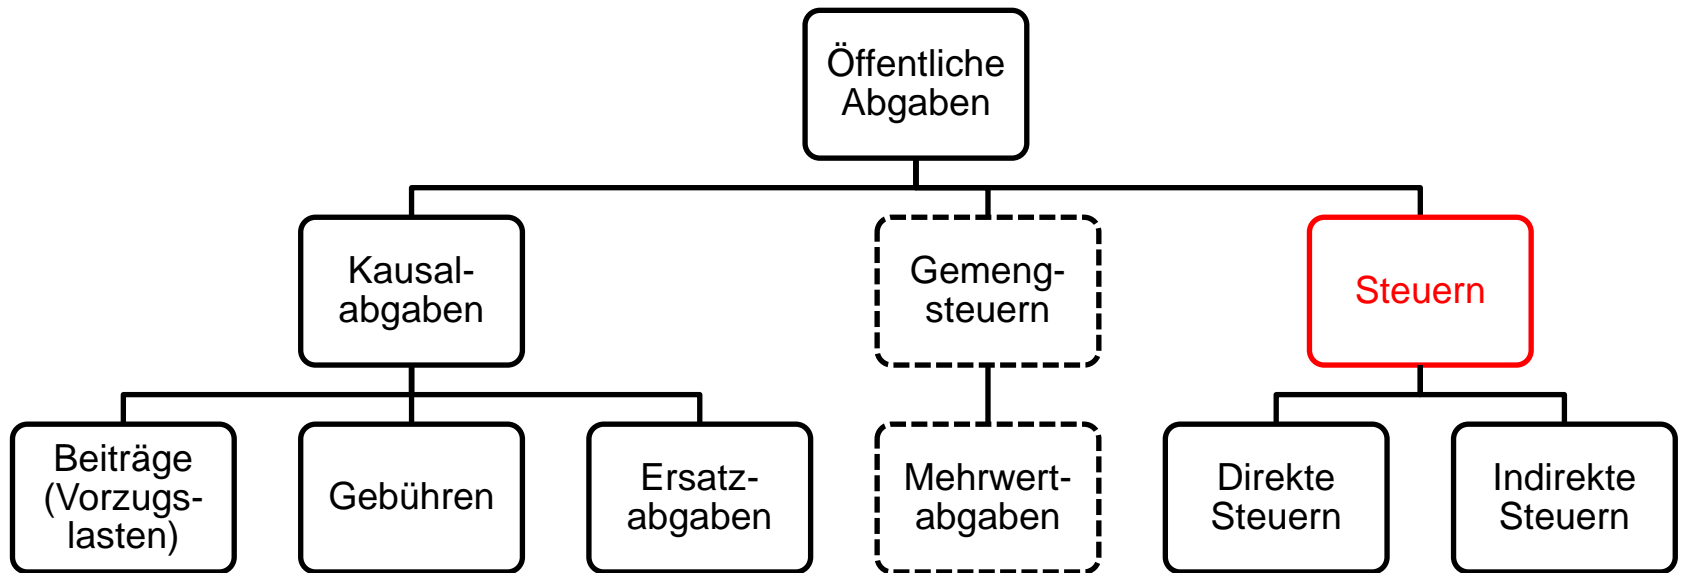 Öffentliche
Abgaben
Kausal-
abgaben
Gemeng-
steuern
Steuern
Beiträge
(Vorzugs-
lasten)
Gebühren
Ersatz-
abgaben
Mehrwert-
abgaben
Direkte
Steuern
Indirekte
Steuern